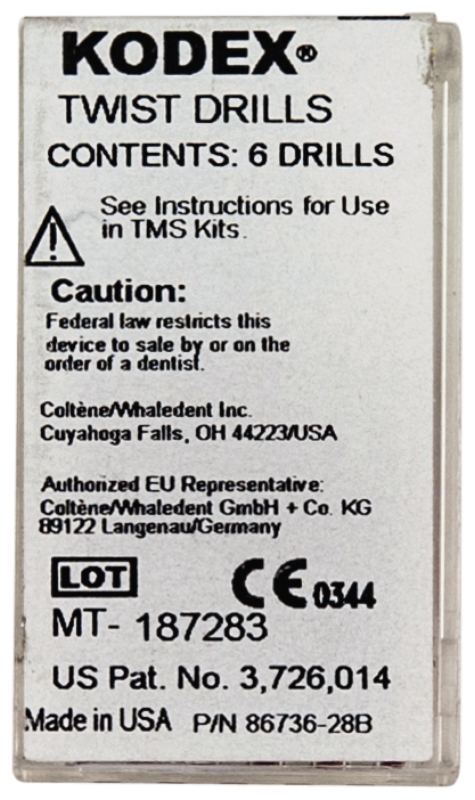 KODEX®
TWIST DRILLS
CONTENTS: 6 DRILLS
See Instructions for Use
in TMS Kits.
Caution:
Federal law restricts this
device to sale by or on the
order of a dentist.
Coltène/Whaledent Inc.
Cuyahoga Falls, OH 44223/USA
Authorized EU Representative:
Coltène/Whaledent GmbH + Co. KG
89122 Langenau/Germany
LOT CE 0344
MT- 187283
US Pat. No. 3,726,014
Made in USA P/N 86736-28B